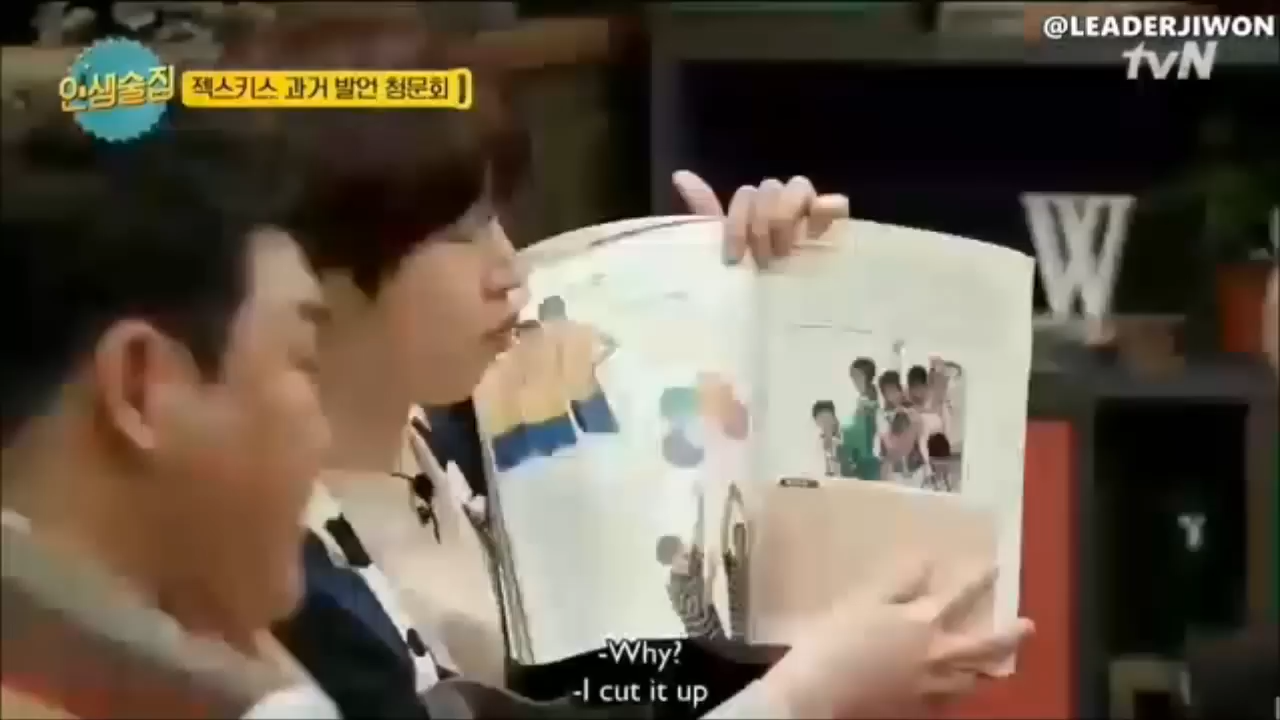 @LEADERJIWON
tvN
인생술집
젝스키스 과거 발언 청문회
W
-Why?
-I cut it up